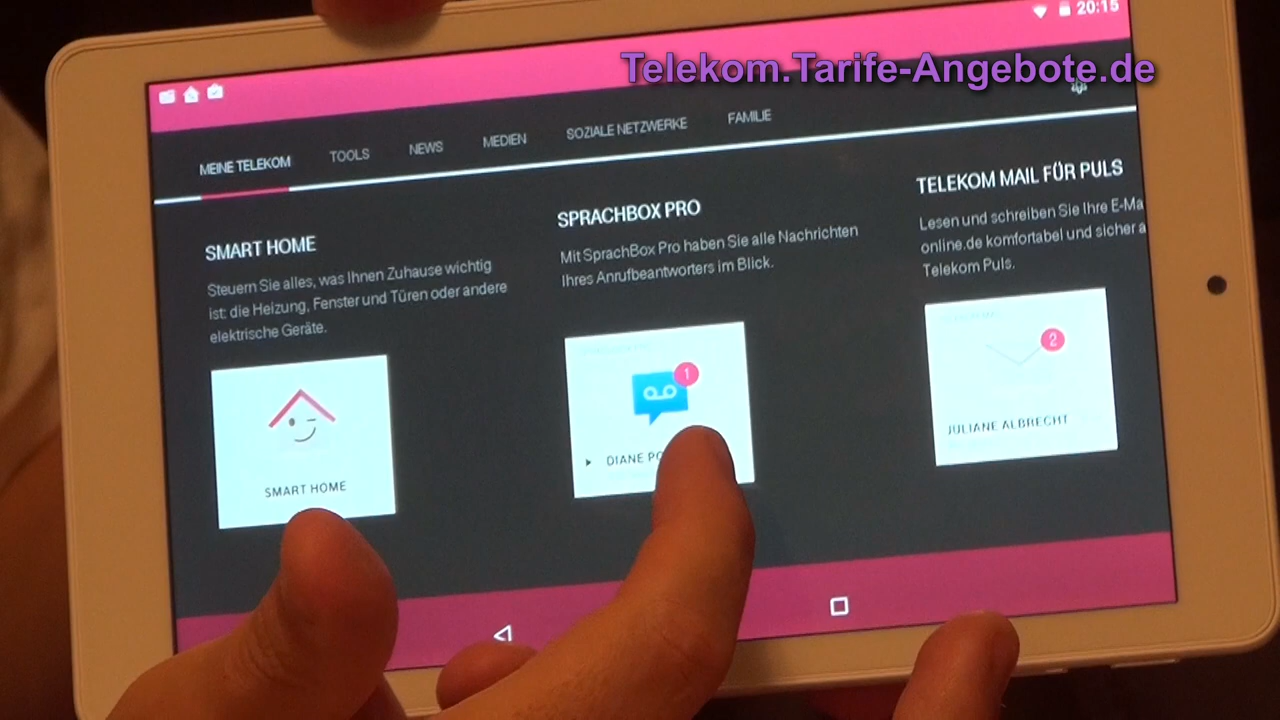 20:15
Telekom.Tarife-Angebote.de
MEINE TELEKOM
TOOLS
NEWS
MEDIEN
SOZIALE NETZWERKE
FAMILIE
SMART HOME
Steuern Sie alles, was Ihnen Zuhause wichtig
ist: die Heizung, Fenster und Türen oder andere
elektrische Geräte.
SMART HOME
SPRACHBOX PRO
Mit SprachBox Pro haben Sie alle Nachrichten
Ihres Anrufbeantworters im Blick.
1
DIANE
TELEKOM MAIL FÜR PULS
Lesen und schreiben Sie Ihre
online.de komfortabel und sicher
Telekom Puls.
2
JULIANE ALBRECHT